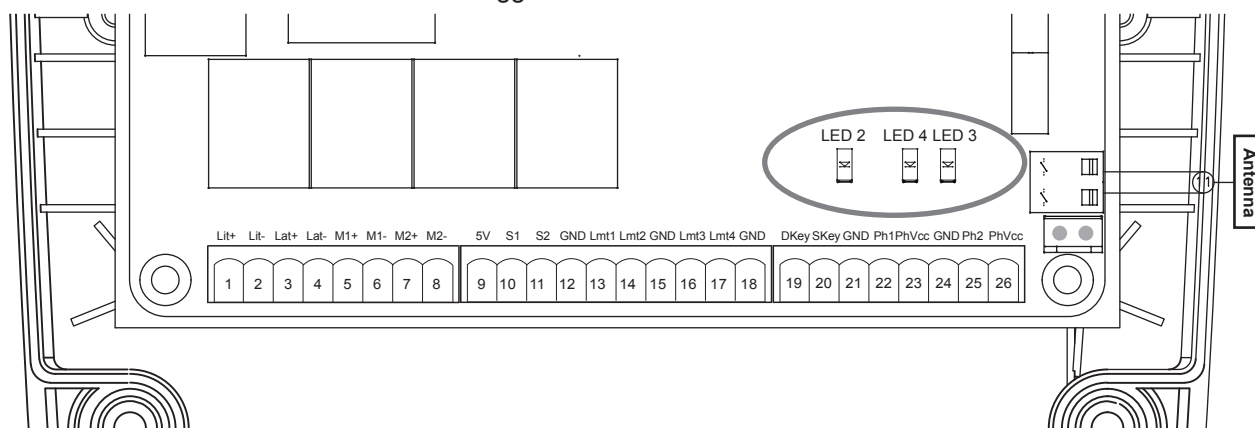 LED 2 LED 4 LED 3
Antenna
11
Lit+ Lit- Lat+ Lat- M1+ M1- M2+ M2- 5V S1 S2 GND Lmt1 Lmt2 GND Lmt3 Lmt4 GND DKey SKey GND Ph1 PhVcc GND Ph2 PhVcc
1 2 3 4 5 6 7 8 9 10 11 12 13 14 15 16 17 18 19 20 21 22 23 24 25 26